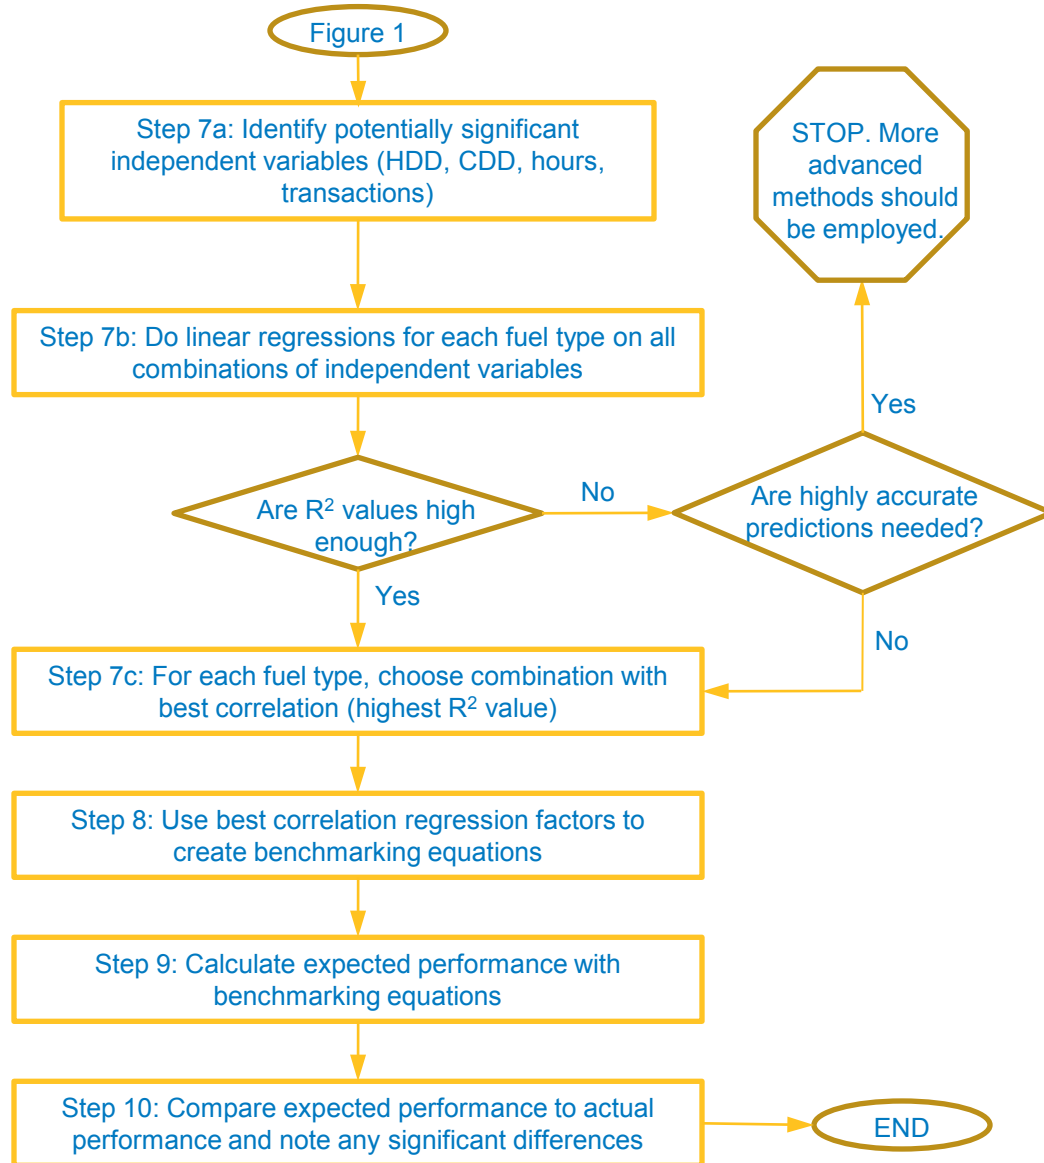 Figure 1
Step 7a: Identify potentially significant
independent variables (HDD, CDD, hours,
transactions)
STOP. More
advanced
methods should
be employed.
Step 7b: Do linear regressions for each fuel type on all
combinations of independent variables
Yes
Are R² values high
enough?
No
Are highly accurate
predictions needed?
Yes
No
Step 7c: For each fuel type, choose combination with
best correlation (highest R² value)
Step 8: Use best correlation regression factors to
create benchmarking equations
Step 9: Calculate expected performance with
benchmarking equations
Step 10: Compare expected performance to actual
performance and note any significant differences
END